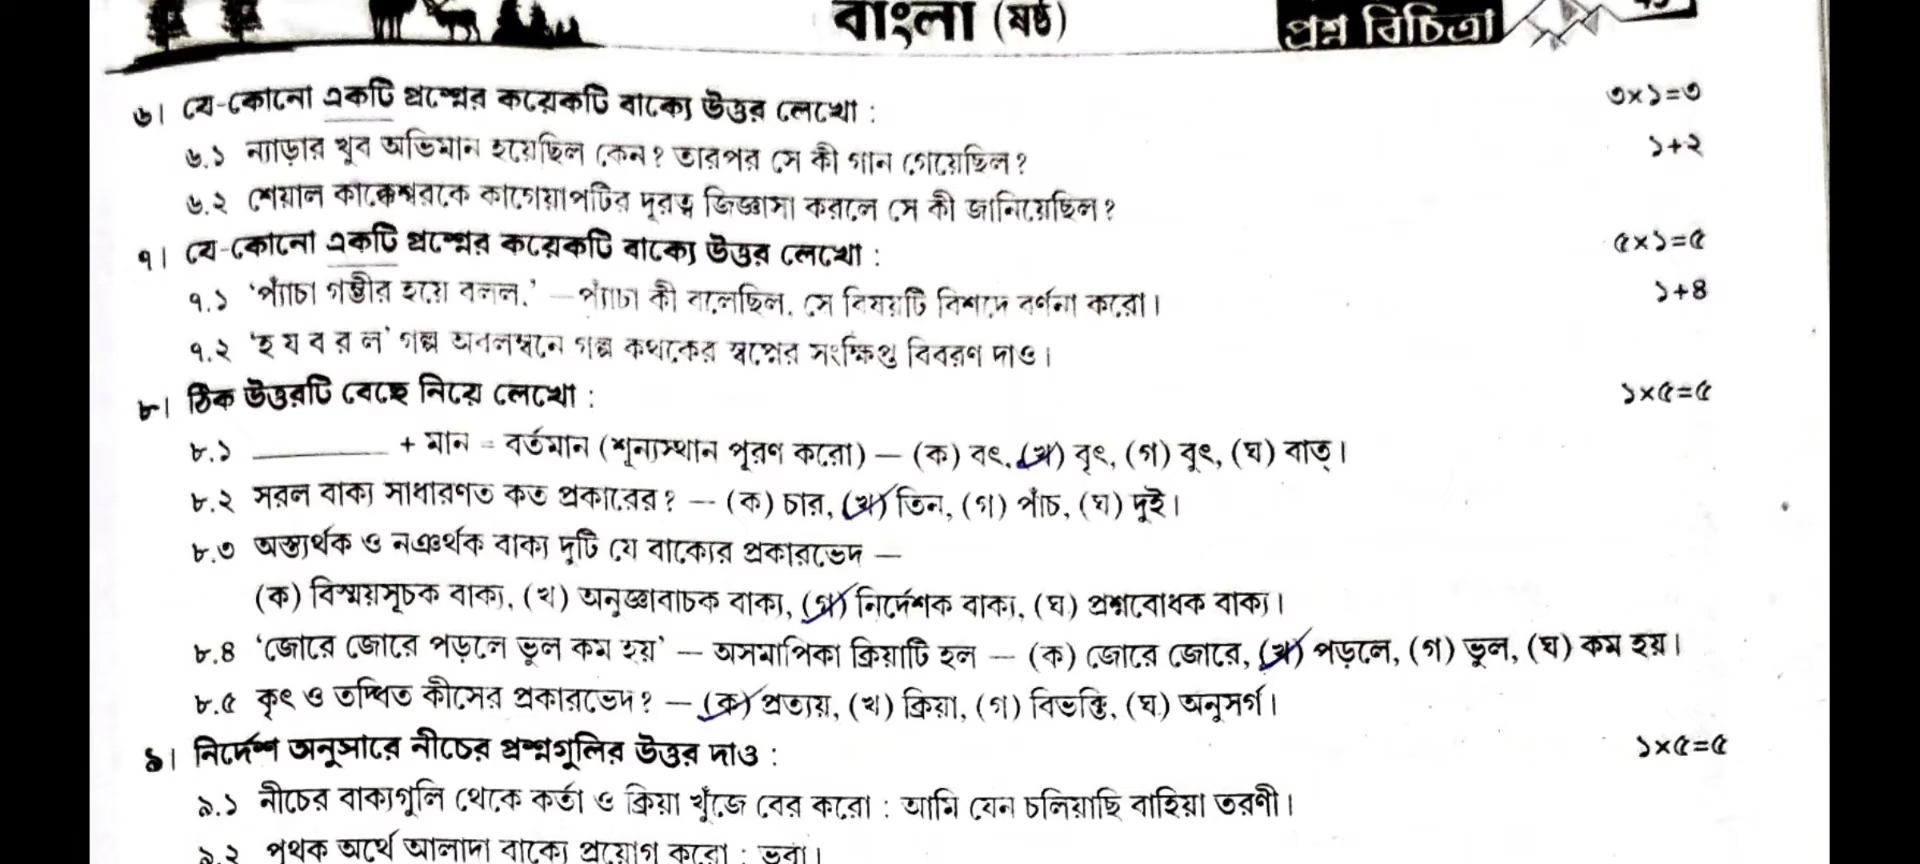 বাংলা (ষষ্ঠ)
প্রশ্ন বিচিত্রা
৬। যে-কোনো একটি প্রশ্নের কয়েকটি বাক্যে উত্তর লেখো : ৩×১=৩
৬.১ ন্যাড়ার খুব অভিমান হয়েছিল কেন? তারপর সে কী গান গেয়েছিল? ১+২
৬.২ শেয়াল কাক্কেশ্বরকে কাগেয়াপটির দূরত্ব জিজ্ঞাসা করলে সে কী জানিয়েছিল?
৭। যে-কোনো একটি প্রশ্নের কয়েকটি বাক্যে উত্তর লেখো : ৫×১=৫
৭.১ ‘প্যাঁচা গম্ভীর হয়ে বলল,’ —প্যাঁচা কী বলেছিল, সে বিষয়টি বিশদে বর্ণনা করো। ১+৪
৭.২ ‘হ য ব র ল’ গল্প অবলম্বনে গল্প কথকের স্বপ্নের সংক্ষিপ্ত বিবরণ দাও।
৮। ঠিক উত্তরটি বেছে নিয়ে লেখো : ১×৫=৫
৮.১ ________ + মান = বর্তমান (শূন্যস্থান পূরণ করো) — (ক) বৎ, (খ) বৃৎ, (গ) বুৎ, (ঘ) বাত্।
৮.২ সরল বাক্য সাধারণত কত প্রকারের? — (ক) চার, (খ) তিন, (গ) পাঁচ, (ঘ) দুই।
৮.৩ অস্ত্যর্থক ও নঞর্থক বাক্য দুটি যে বাক্যের প্রকারভেদ —
(ক) বিস্ময়সূচক বাক্য, (খ) অনুজ্ঞাবাচক বাক্য, (গ) নির্দেশক বাক্য, (ঘ) প্রশ্নবোধক বাক্য।
৮.৪ ‘জোরে জোরে পড়লে ভুল কম হয়’ — অসমাপিকা ক্রিয়াটি হল — (ক) জোরে জোরে, (খ) পড়লে, (গ) ভুল, (ঘ) কম হয়।
৮.৫ কৃৎ ও তদ্ধিত কীসের প্রকারভেদ? — (ক) প্রত্যয়, (খ) ক্রিয়া, (গ) বিভক্তি, (ঘ) অনুসর্গ।
৯। নির্দেশ অনুসারে নীচের প্রশ্নগুলির উত্তর দাও : ১×৫=৫
৯.১ নীচের বাক্যগুলি থেকে কর্তা ও ক্রিয়া খুঁজে বের করো : আমি যেন চলিয়াছি বাহিয়া তরণী।
৯.২ পৃথক অর্থে আলাদা বাক্যে প্রয়োগ করো : ভরা।